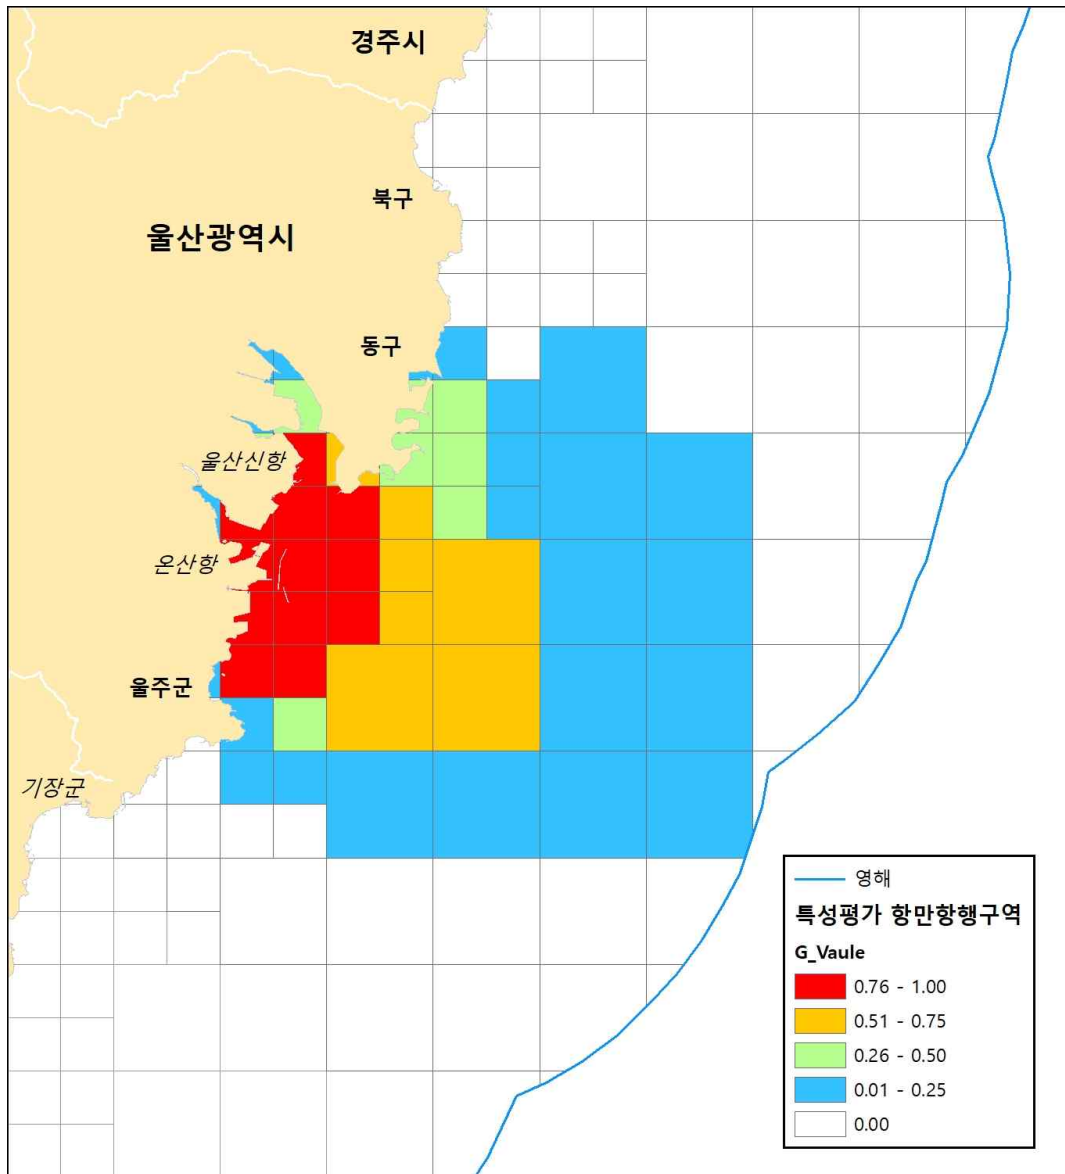 경주시
북구
울산광역시
동구
울산신항
온산항
울주군
기장군
영해
특성평가 항만항행구역
G_Vaule
0.76 - 1.00
0.51 - 0.75
0.26 - 0.50
0.01 - 0.25
0.00